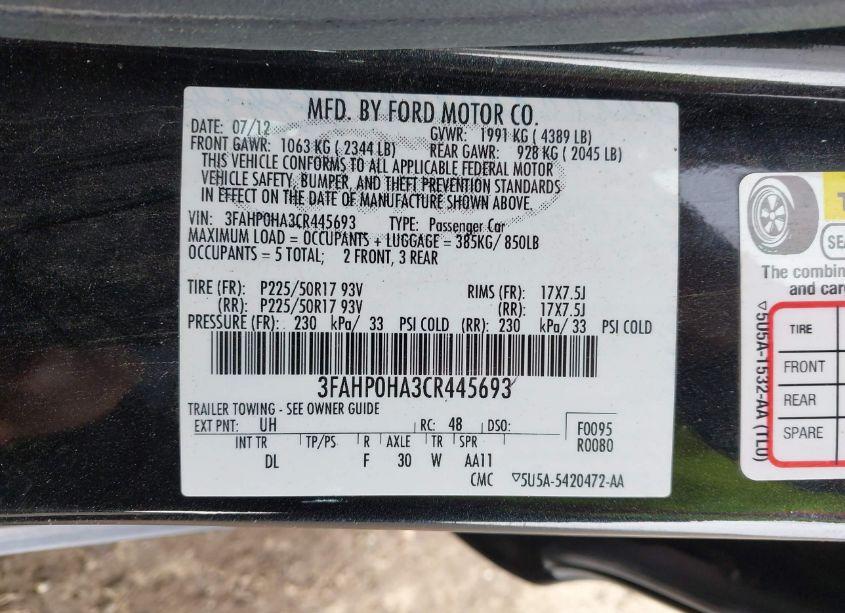 MFD. BY FORD MOTOR CO.
DATE: 07/12 GVWR: 1991 KG ( 4389 LB)
FRONT GAWR: 1063 KG ( 2344 LB) REAR GAWR: 928 KG ( 2045 LB)
THIS VEHICLE CONFORMS TO ALL APPLICABLE FEDERAL MOTOR
VEHICLE SAFETY, BUMPER, AND THEFT PREVENTION STANDARDS
IN EFFECT ON THE DATE OF MANUFACTURE SHOWN ABOVE.
VIN: 3FAHP0HA3CR445693 TYPE: Passenger Car
MAXIMUM LOAD = OCCUPANTS + LUGGAGE = 385KG/ 850LB
OCCUPANTS = 5 TOTAL; 2 FRONT, 3 REAR
TIRE (FR): P225/50R17 93V RIMS (FR): 17X7.5J
(RR): P225/50R17 93V (RR): 17X7.5J
PRESSURE (FR): 230 kPa/ 33 PSI COLD (RR): 230 kPa/ 33 PSI COLD
3FAHP0HA3CR445693
TRAILER TOWING - SEE OWNER GUIDE
EXT PNT: UH RC: 48 DSO: F0095
INT TR TP/PS R AXLE TR SPR R0080
DL F 30 W AA11
CMC ▽5U5A-5420472-AA
SEA
The combin
and carg
TIRE
FRONT
REAR
SPARE
▽5U5A-1532-AA (TL0)